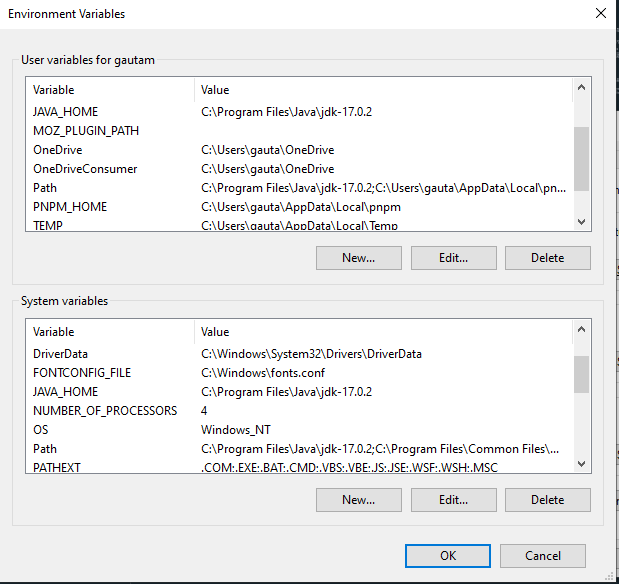 Environment Variables
User variables for gautam
Variable Value
JAVA_HOME C:\Program Files\Java\jdk-17.0.2
MOZ_PLUGIN_PATH
OneDrive C:\Users\gauta\OneDrive
OneDriveConsumer C:\Users\gauta\OneDrive
Path C:\Program Files\Java\jdk-17.0.2;C:\Users\gauta\AppData\Local\pn...
PNPM_HOME C:\Users\gauta\AppData\Local\pnpm
TEMP C:\Users\gauta\AppData\Local\Temp
New... Edit... Delete
System variables
Variable Value
DriverData C:\Windows\System32\Drivers\DriverData
FONTCONFIG_FILE C:\Windows\fonts.conf
JAVA_HOME C:\Program Files\Java\jdk-17.0.2
NUMBER_OF_PROCESSORS 4
OS Windows_NT
Path C:\Program Files\Java\jdk-17.0.2;C:\Program Files\Common Files\...
PATHEXT .COM;.EXE;.BAT;.CMD;.VBS;.VBE;.JS;.JSE;.WSF;.WSH;.MSC
New... Edit... Delete
OK Cancel